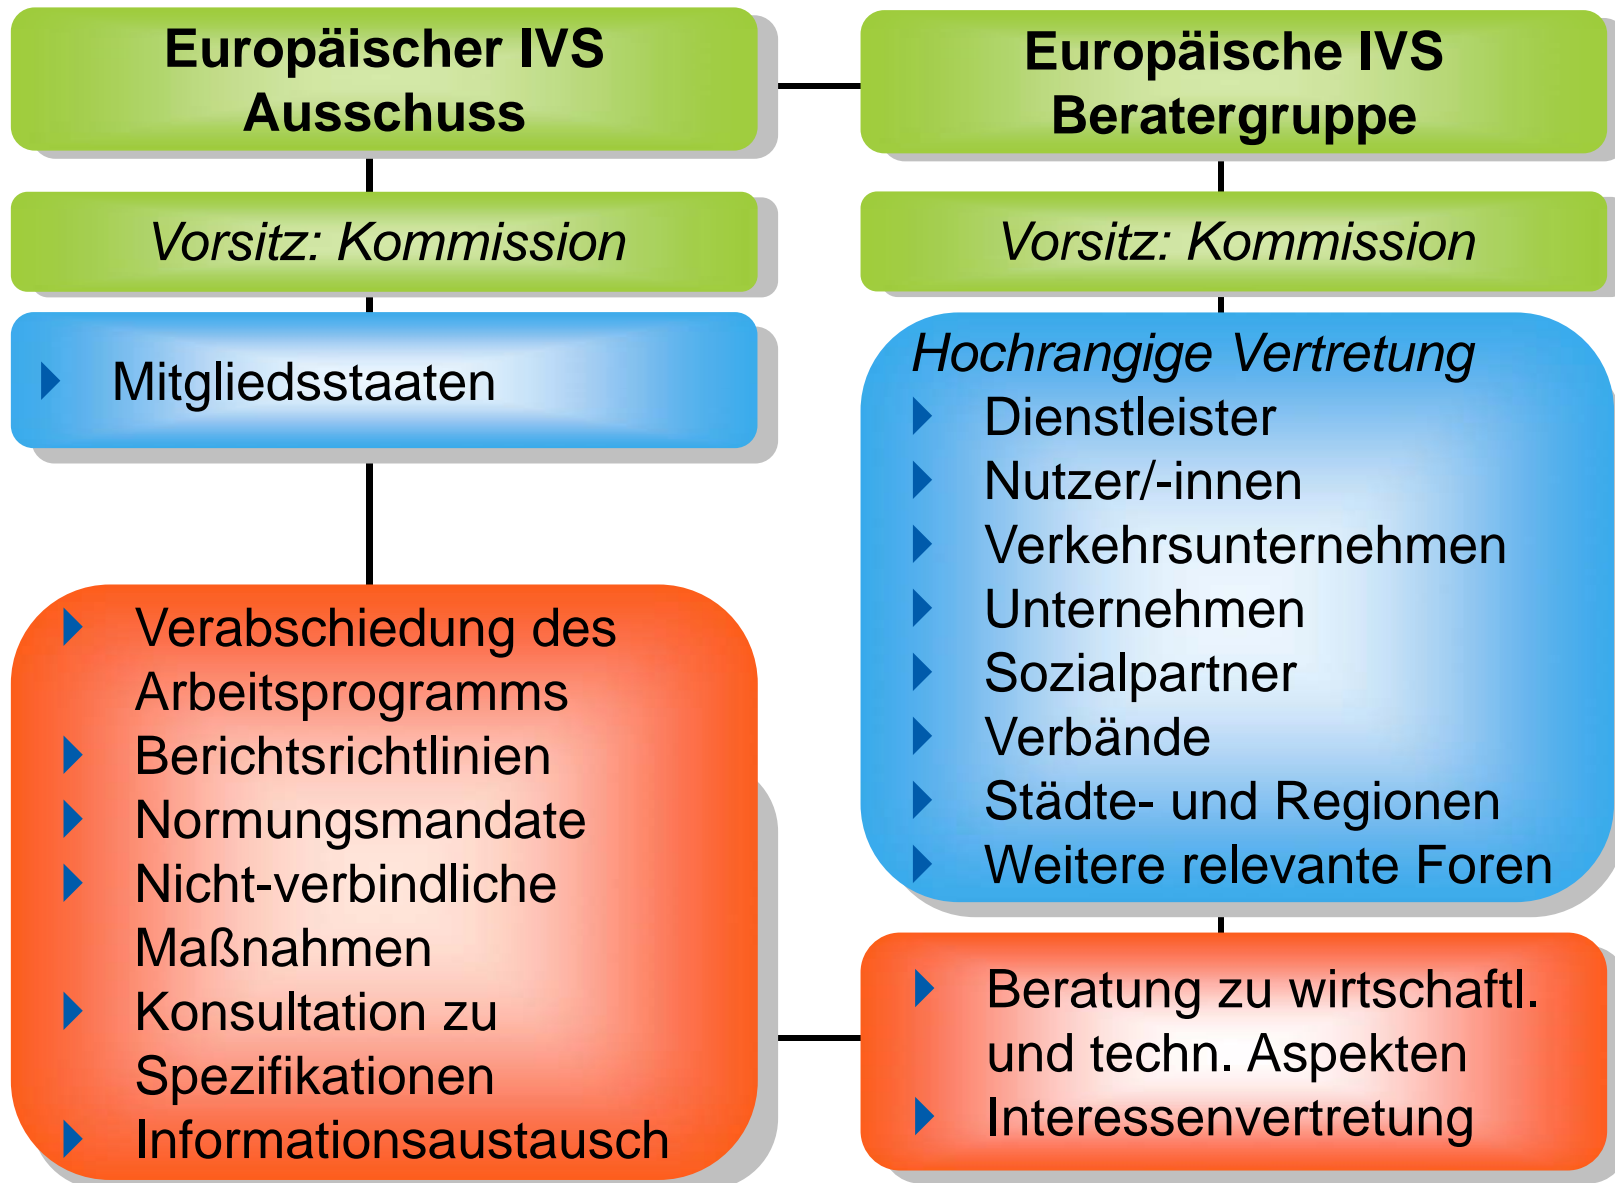 Europäischer IVS
Ausschuss
Vorsitz: Kommission
Mitgliedsstaaten
Verabschiedung des
Arbeitsprogramms
Berichtsrichtlinien
Normungsmandate
Nicht-verbindliche
Maßnahmen
Konsultation zu
Spezifikationen
Informationsaustausch
Europäische IVS
Beratergruppe
Vorsitz: Kommission
Hochrangige Vertretung
Dienstleister
Nutzer/-innen
Verkehrsunternehmen
Unternehmen
Sozialpartner
Verbände
Städte- und Regionen
Weitere relevante Foren
Beratung zu wirtschaftl.
und techn. Aspekten
Interessenvertretung